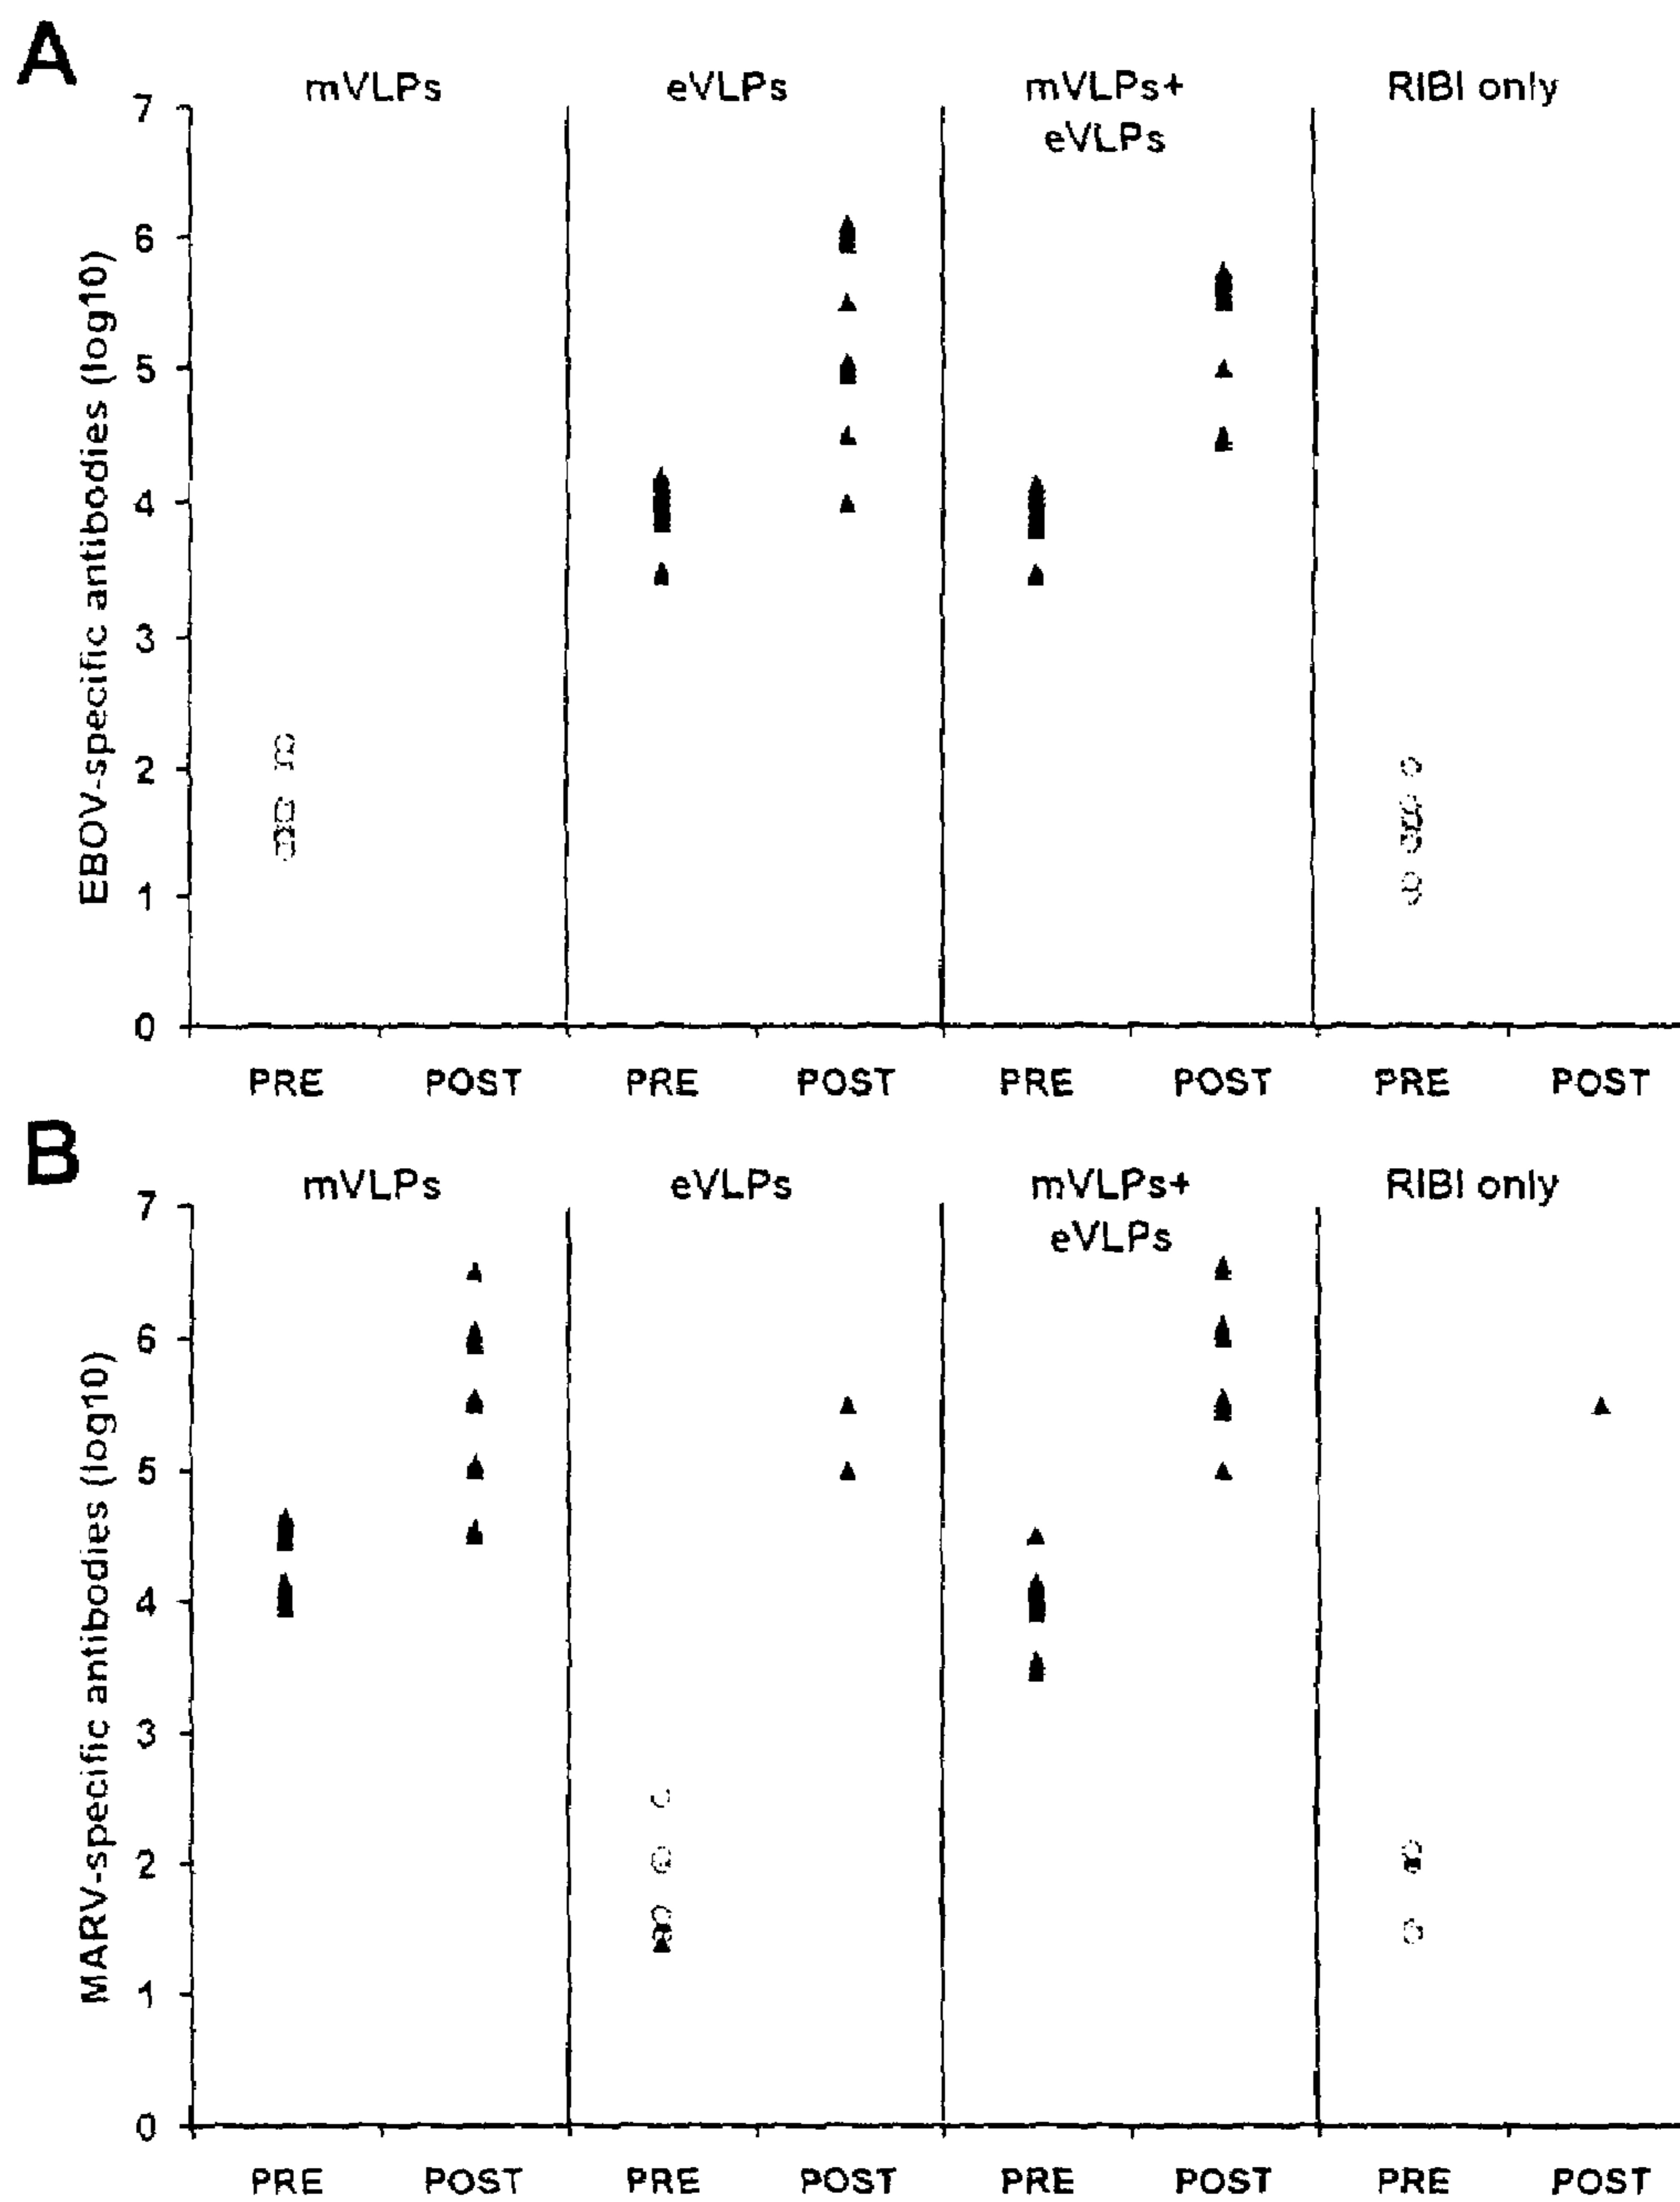 A
mVLPs eVLPs mVLPs+ RIBI only
eVLPs
7
6
5
4
3
2
1
0
EBOV-specific antibodies (log10)
PRE POST PRE POST PRE POST PRE POST
B
mVLPs eVLPs mVLPs+ RIBI only
eVLPs
7
6
5
4
3
2
1
0
MARV-specific antibodies (log10)
PRE POST PRE POST PRE POST PRE POST